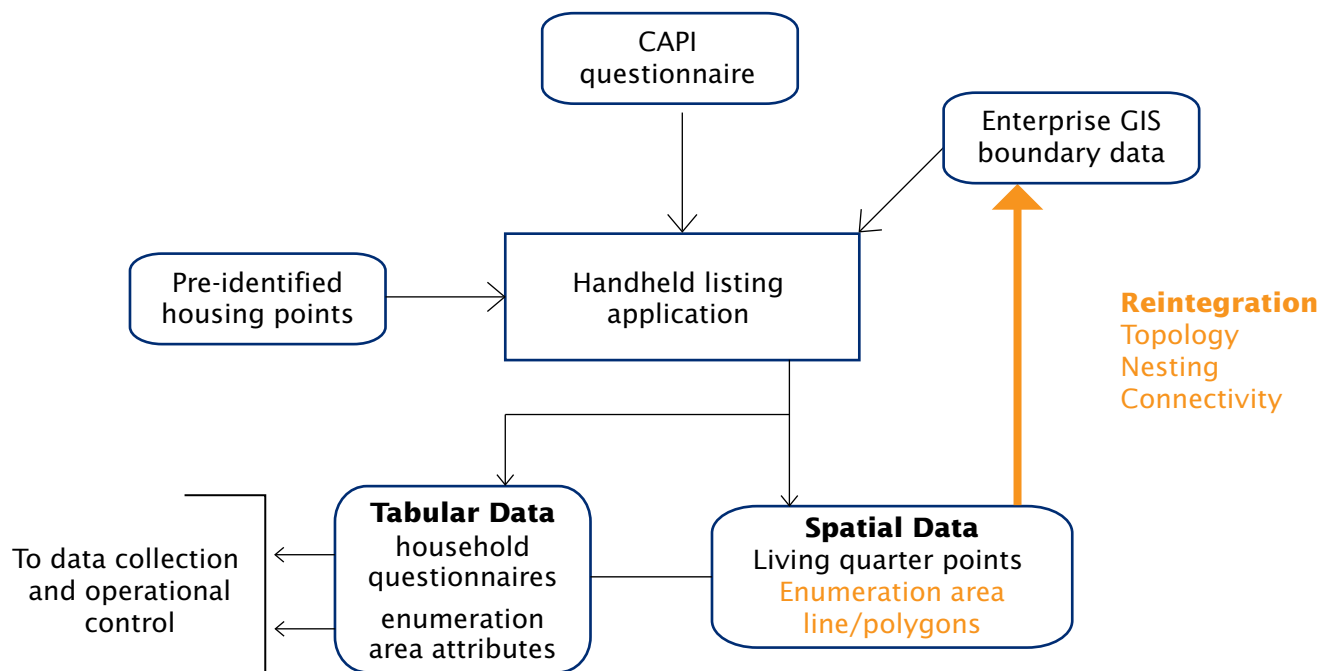 CAPI
questionnaire
Enterprise GIS
boundary data
Pre-identified
housing points
Handheld listing
application
Reintegration
Topology
Nesting
Connectivity
To data collection
and operational
control
Tabular Data
household
questionnaires
enumeration
area attributes
Spatial Data
Living quarter points
Enumeration area
line/polygons